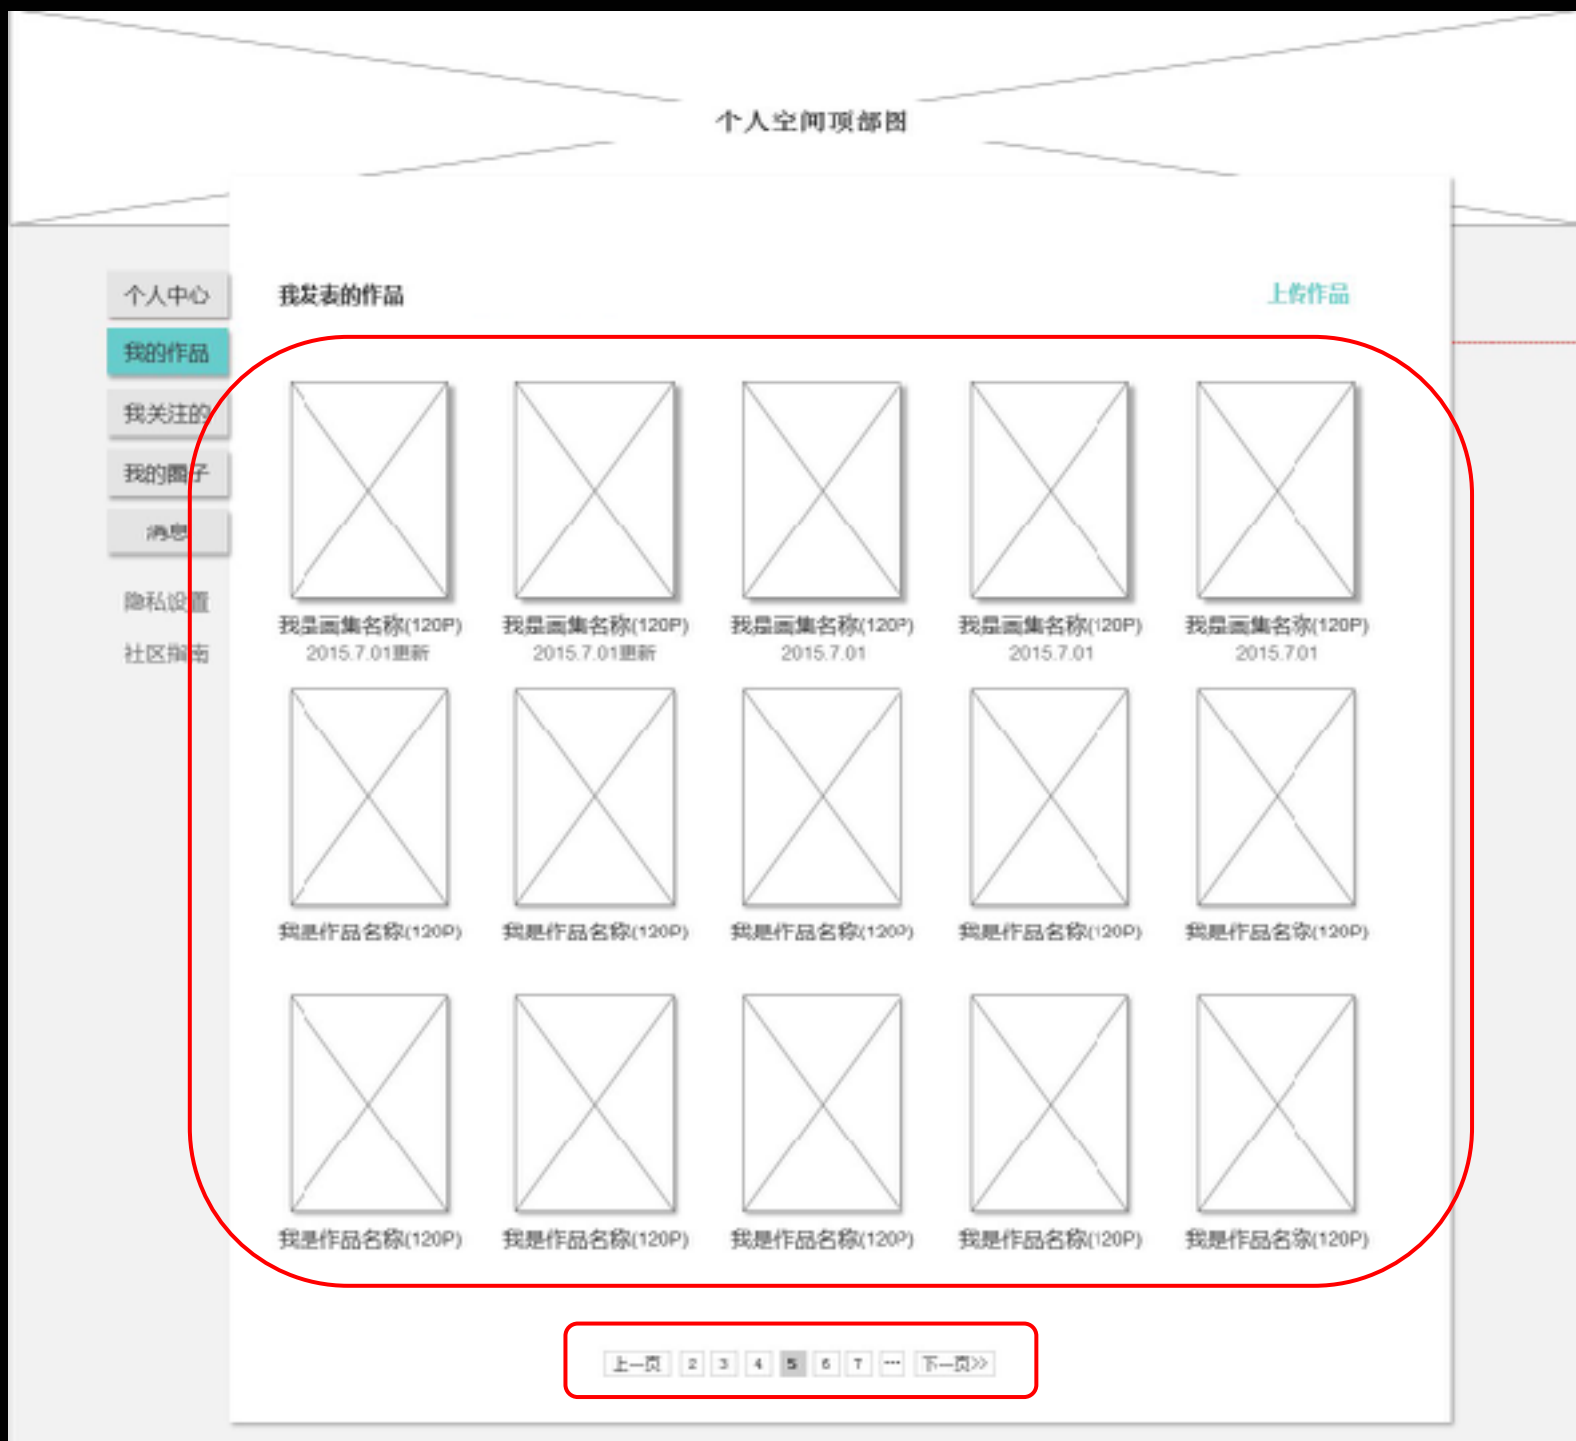 个人空间顶部图
个人中心
我的作品
我关注的
我的圈子
消息
隐私设置
社区指南
我发表的作品
上传作品
我是画集名称(120P) 我是画集名称(120P) 我是画集名称(120P) 我是画集名称(120P) 我是画集名称(120P)
2015.7.01更新 2015.7.01更新 2015.7.01 2015.7.01 2015.7.01
我是作品名称(120P) 我是作品名称(120P) 我是作品名称(120P) 我是作品名称(120P) 我是作品名称(120P)
我是作品名称(120P) 我是作品名称(120P) 我是作品名称(120P) 我是作品名称(120P) 我是作品名称(120P)
上一页 2 3 4 5 6 7 ... 下一页>>